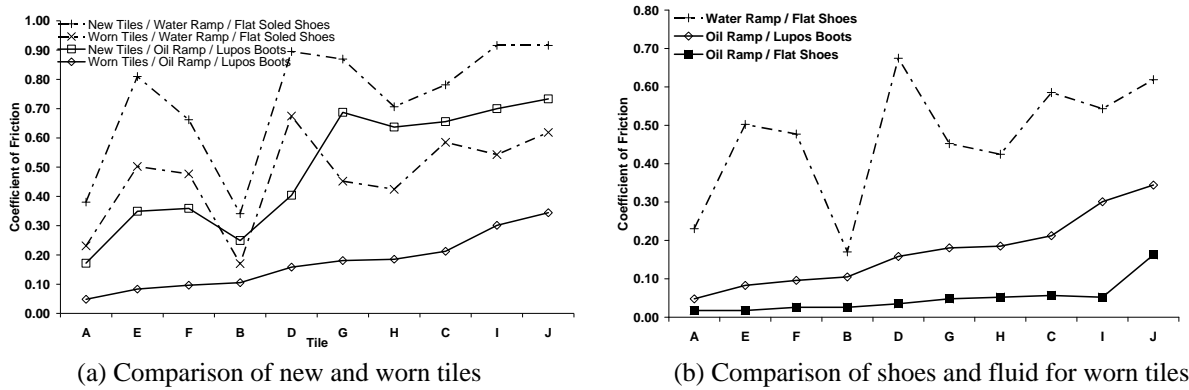 New Tiles / Water Ramp / Flat Soled Shoes
Worn Tiles / Water Ramp / Flat Soled Shoes
New Tiles / Oil Ramp / Lupos Boots
Worn Tiles / Oil Ramp / Lupos Boots
Coefficient of Friction
1.00
0.90
0.80
0.70
0.60
0.50
0.40
0.30
0.20
0.10
0.00
A E F B D G H C I J
Tile
(a) Comparison of new and worn tiles
Water Ramp / Flat Shoes
Oil Ramp / Lupos Boots
Oil Ramp / Flat Shoes
Coefficient of Friction
0.80
0.70
0.60
0.50
0.40
0.30
0.20
0.10
0.00
A E F B D G H C I J
(b) Comparison of shoes and fluid for worn tiles